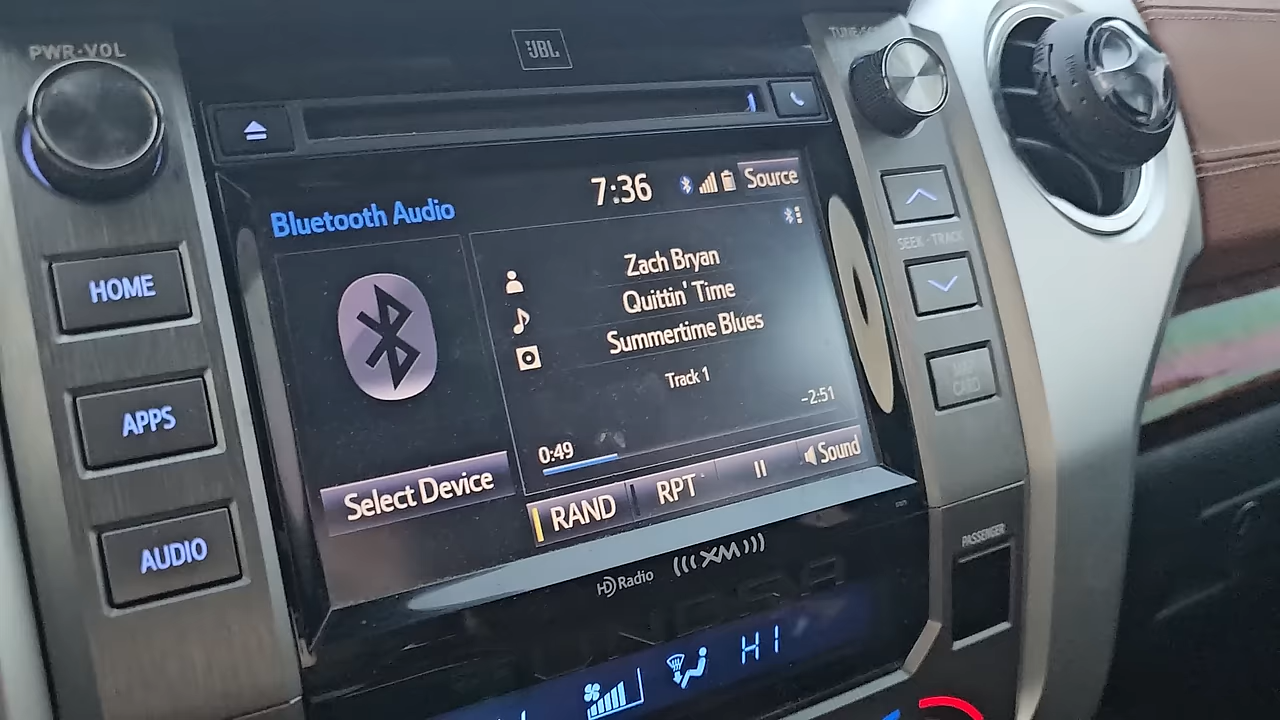 PWR•VOL
JBL
7:36
Source
Bluetooth Audio
Zach Bryan
Quittin' Time
Summertime Blues
Track 1
0:49
-2:51
Select Device
RAND
RPT
Sound
HOME
APPS
AUDIO
SEEK•TRACK
HD Radio
((( XM )))
PASSENGER
HI